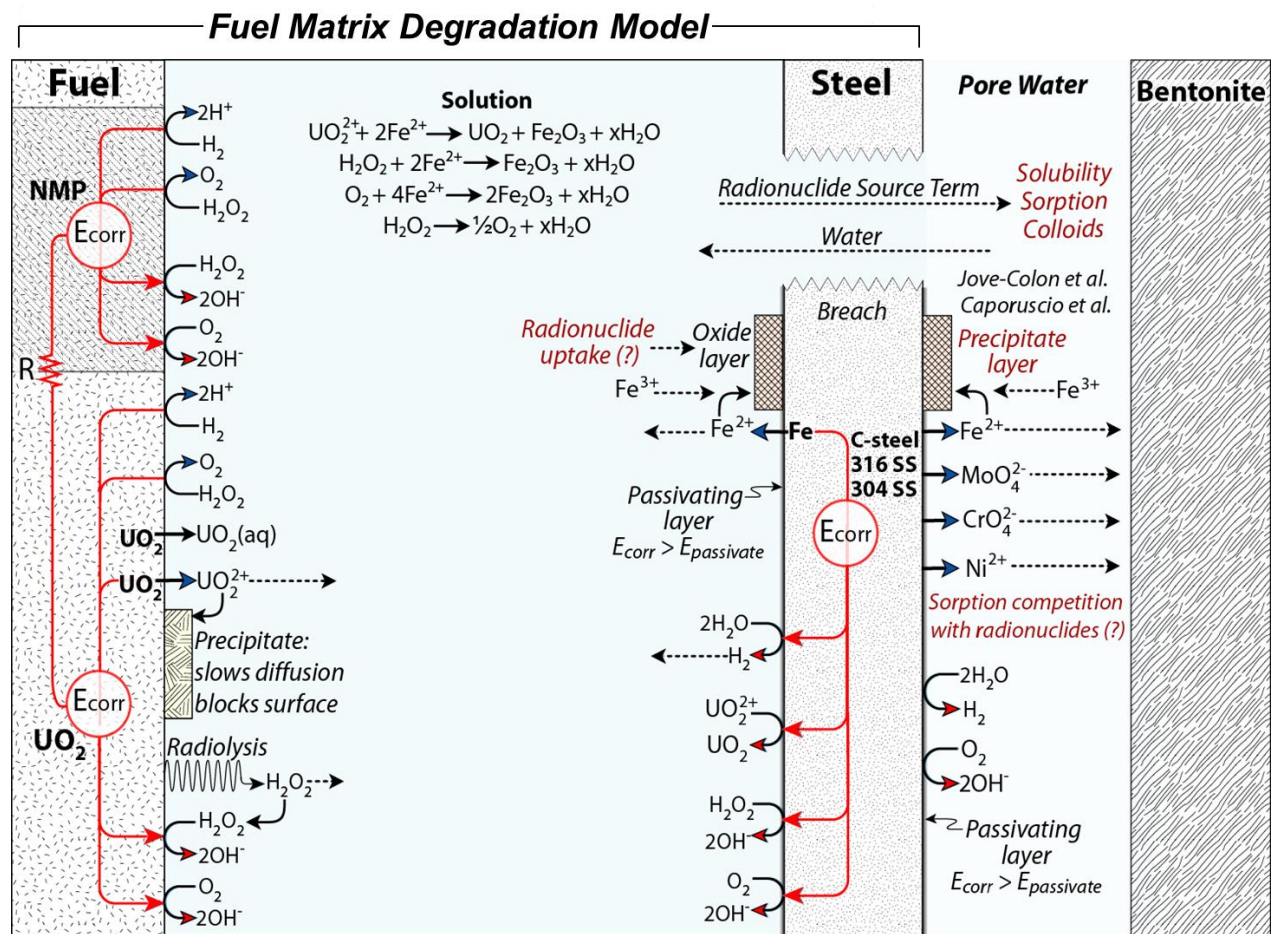 Fuel Matrix Degradation Model
Fuel
Steel
Pore Water
Bentonite
Solution
UO₂²⁺ + 2Fe²⁺ → UO₂ + Fe₂O₃ + xH₂O
H₂O₂ + 2Fe²⁺ → Fe₂O₃ + xH₂O
O₂ + 4Fe²⁺ → 2Fe₂O₃ + xH₂O
H₂O₂ → ½O₂ + xH₂O
2H⁺
H₂
NMP
O₂
H₂O₂
Ecorr
H₂O₂
2OH⁻
O₂
2OH⁻
R
2H⁺
H₂
O₂
H₂O₂
UO₂ UO₂(aq)
UO₂ UO₂²⁺
Precipitate:
slows diffusion
blocks surface
Ecorr
UO₂
Radiolysis
H₂O₂
H₂O₂
2OH⁻
O₂
2OH⁻
Radionuclide Source Term
Water
Solubility
Sorption
Colloids
Jove-Colon et al.
Caporuscio et al.
Breach
Radionuclide
uptake (?)
Oxide
layer
Precipitate
layer
Fe³⁺
Fe³⁺
Fe²⁺ Fe
C-steel
316 SS
304 SS
Fe²⁺
MoO₄²⁻
CrO₄²⁻
Ni²⁺
Passivating
layer
Ecorr > Epassivate
Ecorr
Sorption competition
with radionuclides (?)
2H₂O
H₂
UO₂²⁺
UO₂
H₂O₂
2OH⁻
O₂
2OH⁻
2H₂O
H₂
O₂
2OH⁻
Passivating
layer
Ecorr > Epassivate